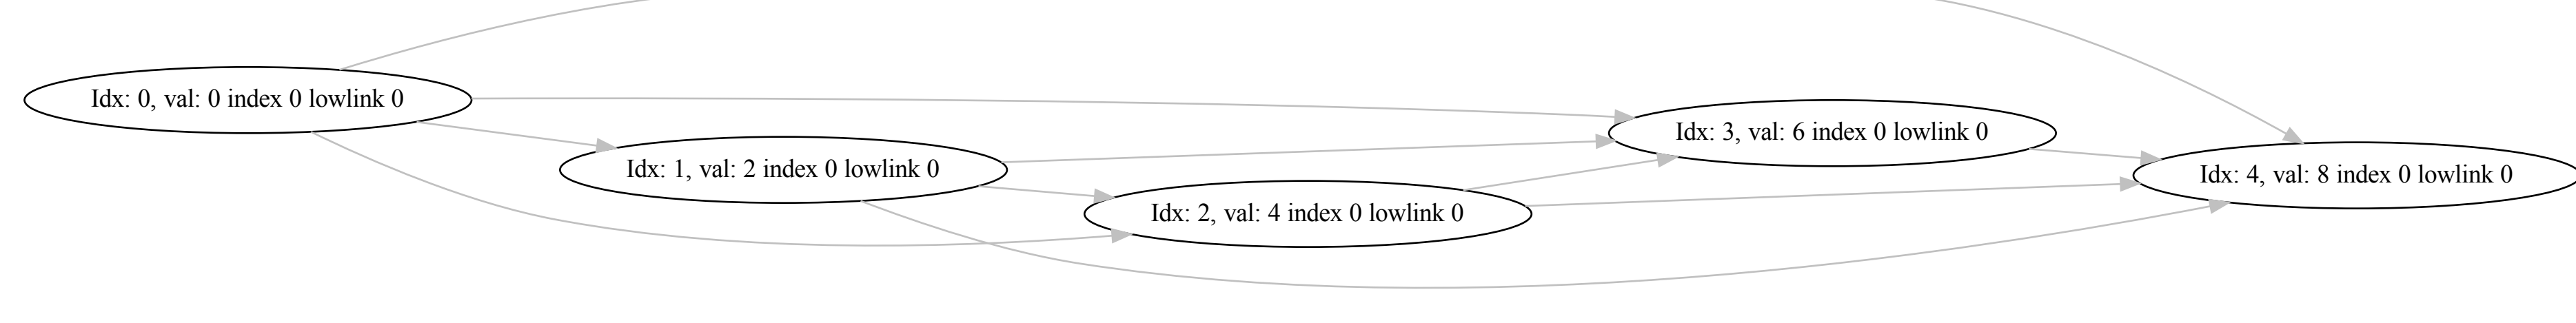 Idx: 0, val: 0 index 0 lowlink 0
Idx: 1, val: 2 index 0 lowlink 0
Idx: 2, val: 4 index 0 lowlink 0
Idx: 3, val: 6 index 0 lowlink 0
Idx: 4, val: 8 index 0 lowlink 0